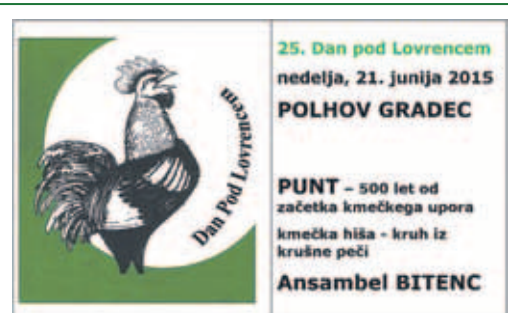 Dan Pod Lovrencem
25. Dan pod Lovrencem
nedelja, 21. junija 2015
POLHOV GRADEC
PUNT – 500 let od
začetka kmečkega upora
kmečka hiša - kruh iz
krušne peči
Ansambel BITENC